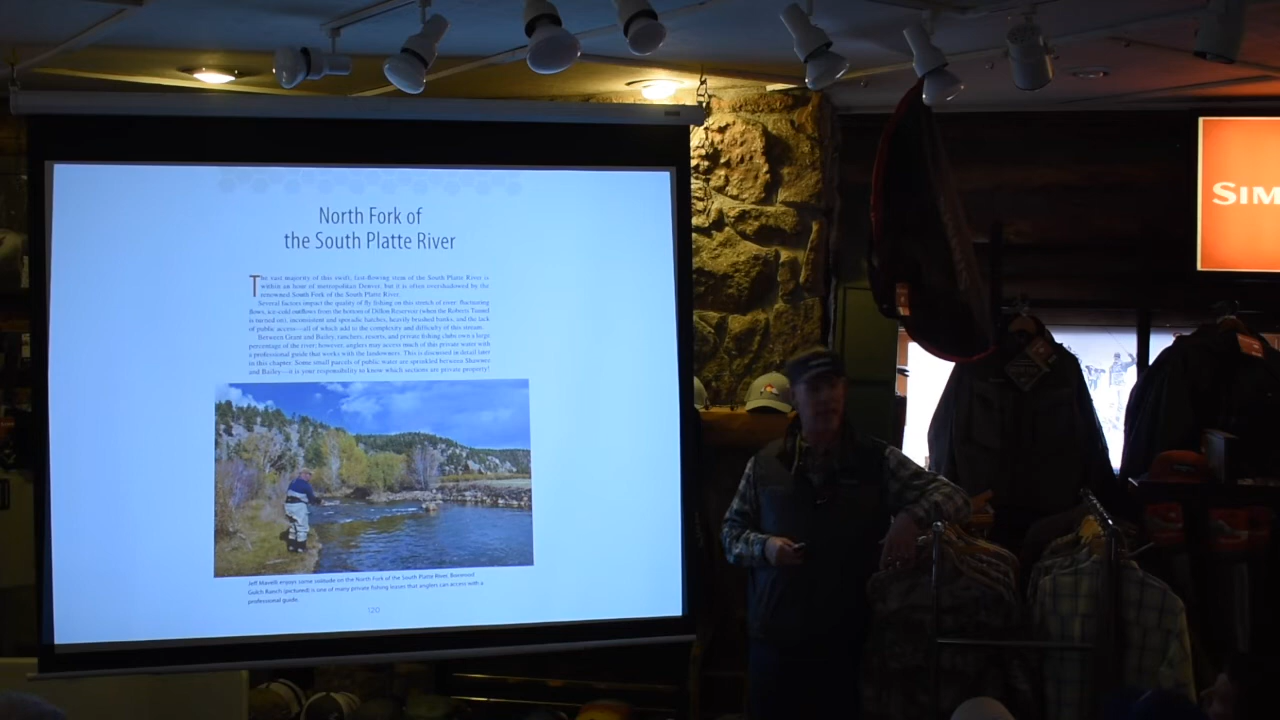 North Fork of
the South Platte River
The vast majority of this swift, fast-flowing stem of the South Platte River is
within an hour of metropolitan Denver, but it is often overshadowed by the
renowned South Fork of the South Platte River.
Several factors impact the quality of fly fishing on this stretch of river: fluctuating
flows, ice-cold outflows from the bottom of Dillon Reservoir (when the Roberts Tunnel
is turned on), inconsistent and sporadic hatches, heavily brushed banks, and the lack
of public access—all of which add to the complexity and difficulty of this stream.
Between Grant and Bailey, ranchers, resorts, and private fishing clubs own a large
percentage of the river; however, anglers may access much of this private water with
a professional guide that works with the landowners. This is discussed in detail later
in this chapter. Some small parcels of public water are sprinkled between Shawnee
and Bailey—it is your responsibility to know which sections are private property!
Jeff Mavelli enjoys some solitude on the North Fork of the South Platte River. Boxwood
Gulch Ranch (pictured) is one of many private fishing leases that anglers can access with a
professional guide.
120
SIM